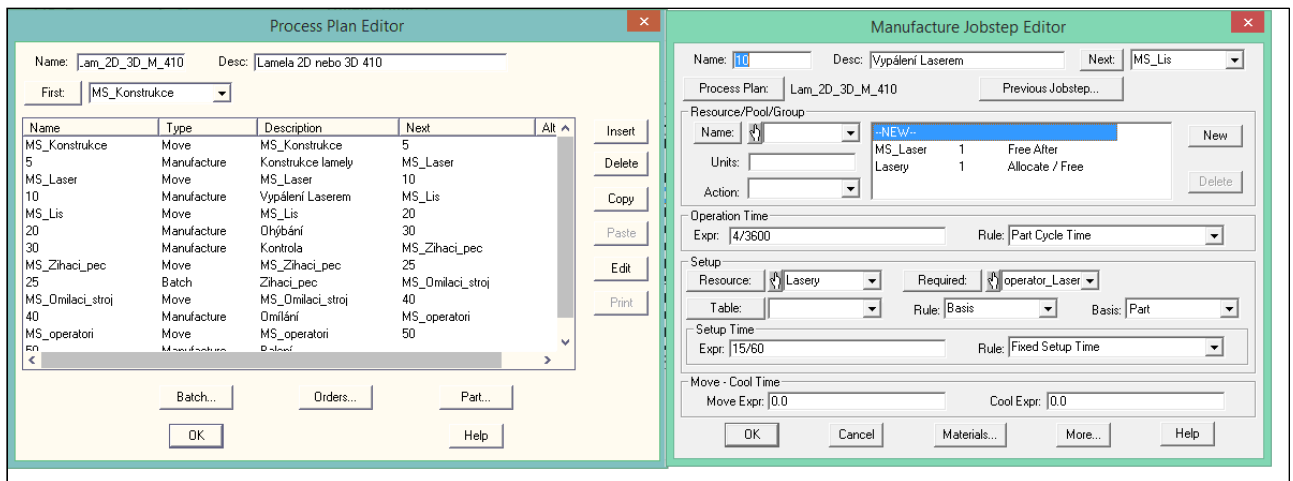 Process Plan Editor
Name: .am_2D_3D_M_410 Desc: Lamela 2D nebo 3D 410
First: MS_Konstrukce
Name Type Description Next Alt
MS_Konstrukce Move MS_Konstrukce 5
5 Manufacture Konstrukce lamely MS_Laser
MS_Laser Move MS_Laser 10
10 Manufacture Vypálení Laserem MS_Lis
MS_Lis Move MS_Lis 20
20 Manufacture Ohýbání 30
30 Manufacture Kontrola MS_Zihaci_pec
MS_Zihaci_pec Move MS_Zihaci_pec 25
25 Batch Zihaci_pec MS_Omilaci_stroj
MS_Omilaci_stroj Move MS_Omilaci_stroj 40
40 Manufacture Omílání MS_operatori
MS_operatori Move MS_operatori 50
50 Manufacture Balení
Insert
Delete
Copy
Paste
Edit
Print
Batch... Orders... Part...
OK Help
Manufacture Jobstep Editor
Name: 10 Desc: Vypálení Laserem Next: MS_Lis
Process Plan: Lam_2D_3D_M_410 Previous Jobstep...
Resource/Pool/Group
Name: --NEW-- New
MS_Laser 1 Free After
Units: Lasery 1 Allocate / Free
Action: Delete
Operation Time
Expr: 4/3600 Rule: Part Cycle Time
Setup
Resource: Lasery Required: operator_Laser
Table: Rule: Basis Basis: Part
Setup Time
Expr: 15/60 Rule: Fixed Setup Time
Move - Cool Time
Move Expr: 0.0 Cool Expr: 0.0
OK Cancel Materials... More... Help